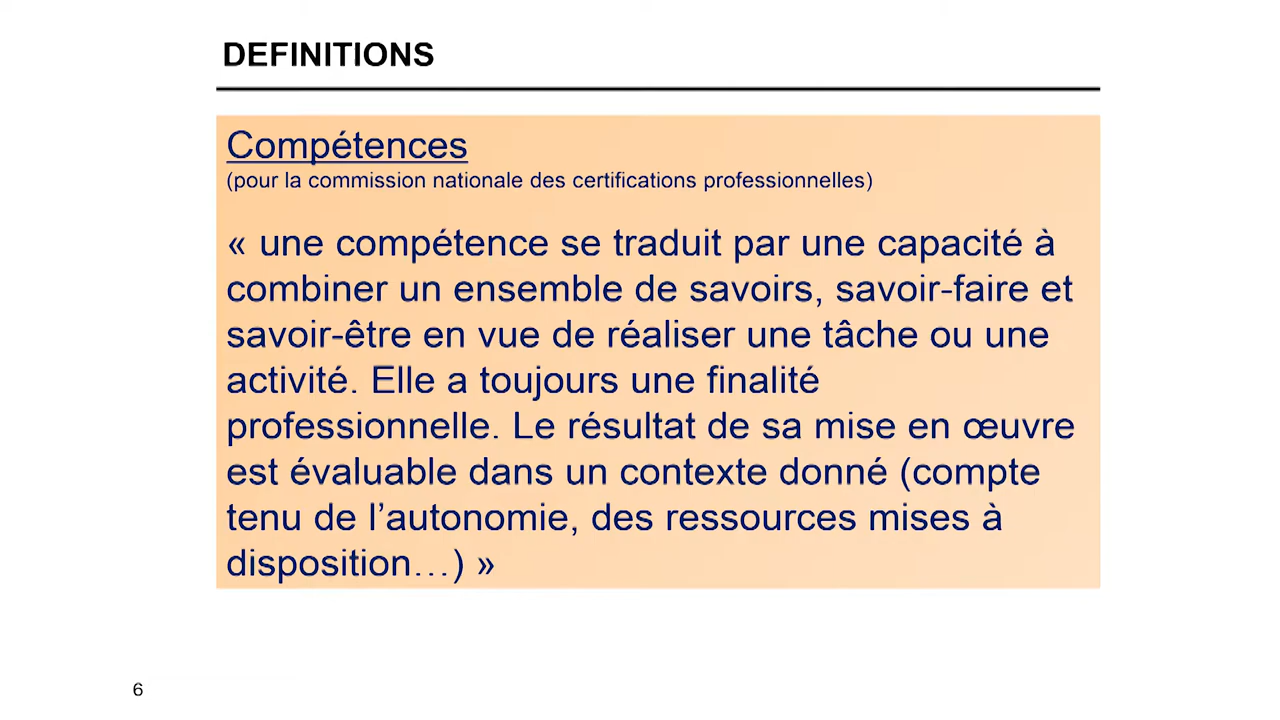 DEFINITIONS
Compétences
(pour la commission nationale des certifications professionnelles)
« une compétence se traduit par une capacité à
combiner un ensemble de savoirs, savoir-faire et
savoir-être en vue de réaliser une tâche ou une
activité. Elle a toujours une finalité
professionnelle. Le résultat de sa mise en œuvre
est évaluable dans un contexte donné (compte
tenu de l’autonomie, des ressources mises à
disposition…) »
6